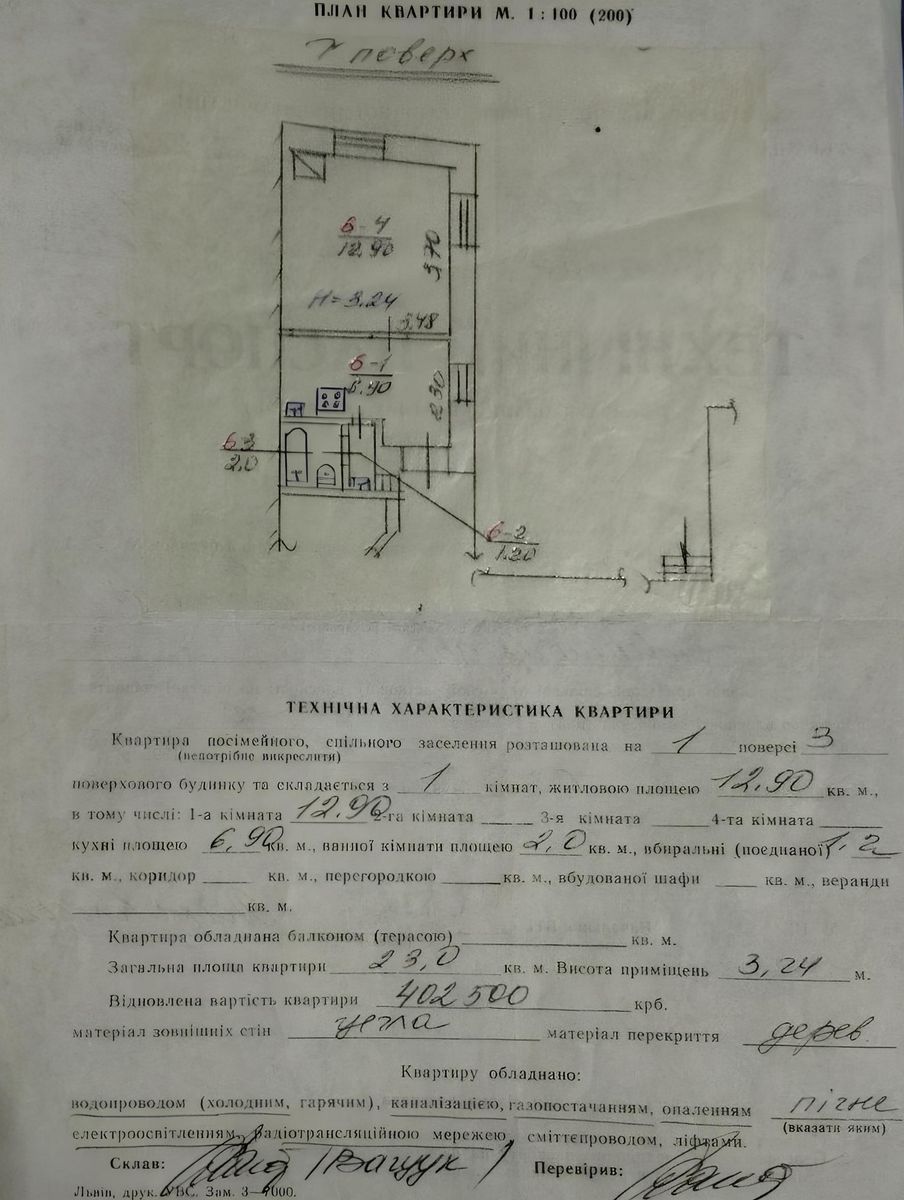 ПЛАН КВАРТИРИ М. 1 : 100 (200)
I поверх
6-4
12.90
3.70
H = 3.24
3.48
6-1
6.90
2.30
6-3
2.0
6-2
1.20
ТЕХНІЧНА ХАРАКТЕРИСТИКА КВАРТИРИ
Квартира посімейного, спільного заселення розташована на 1 поверсі 3
(непотрібне викреслити)
поверхового будинку та складається з 1 кімнат, житловою площею 12.90 кв. м.,
в тому числі: 1-а кімната 12.90 2-га кімната 3-я кімната 4-та кімната
кухні площею 6,90 кв. м., ванної кімнати площею 2,0 кв. м., вбиральні (поєднаної) 1.2
кв. м., коридор кв. м., перегородкою кв. м., вбудованої шафи кв. м., веранди
кв. м.
Квартира обладнана балконом (терасою) кв. м.
Загальна площа квартири 23,0 кв. м. Висота приміщень 3,24 м.
Відновлена вартість квартири 402 500 крб.
матеріал зовнішніх стін цегла матеріал перекриття дерев.
Квартиру обладнано:
водопроводом (холодним, гарячим), каналізацією, газопостачанням, опаленням пічне
(вказати яким)
електроосвітленням, радіотрансляційною мережею, сміттєпроводом, ліфтами.
Склав: Ващук Перевірив:
Львів, друк. УВС. Зам. 3—4000.